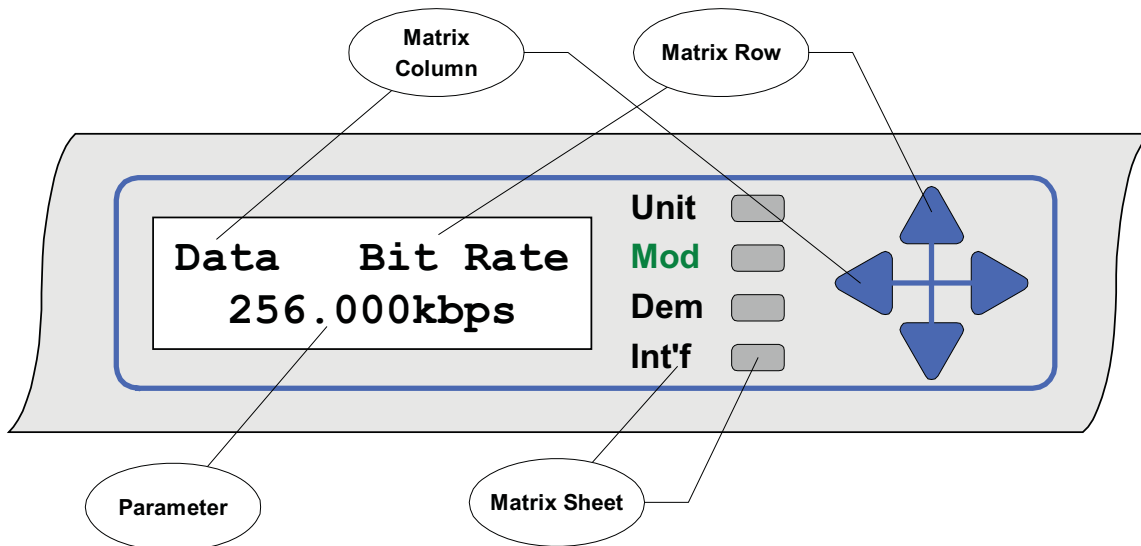 Matrix
Column
Matrix Row
Data Bit Rate
256.000kbps
Unit
Mod
Dem
Int'f
Parameter
Matrix Sheet